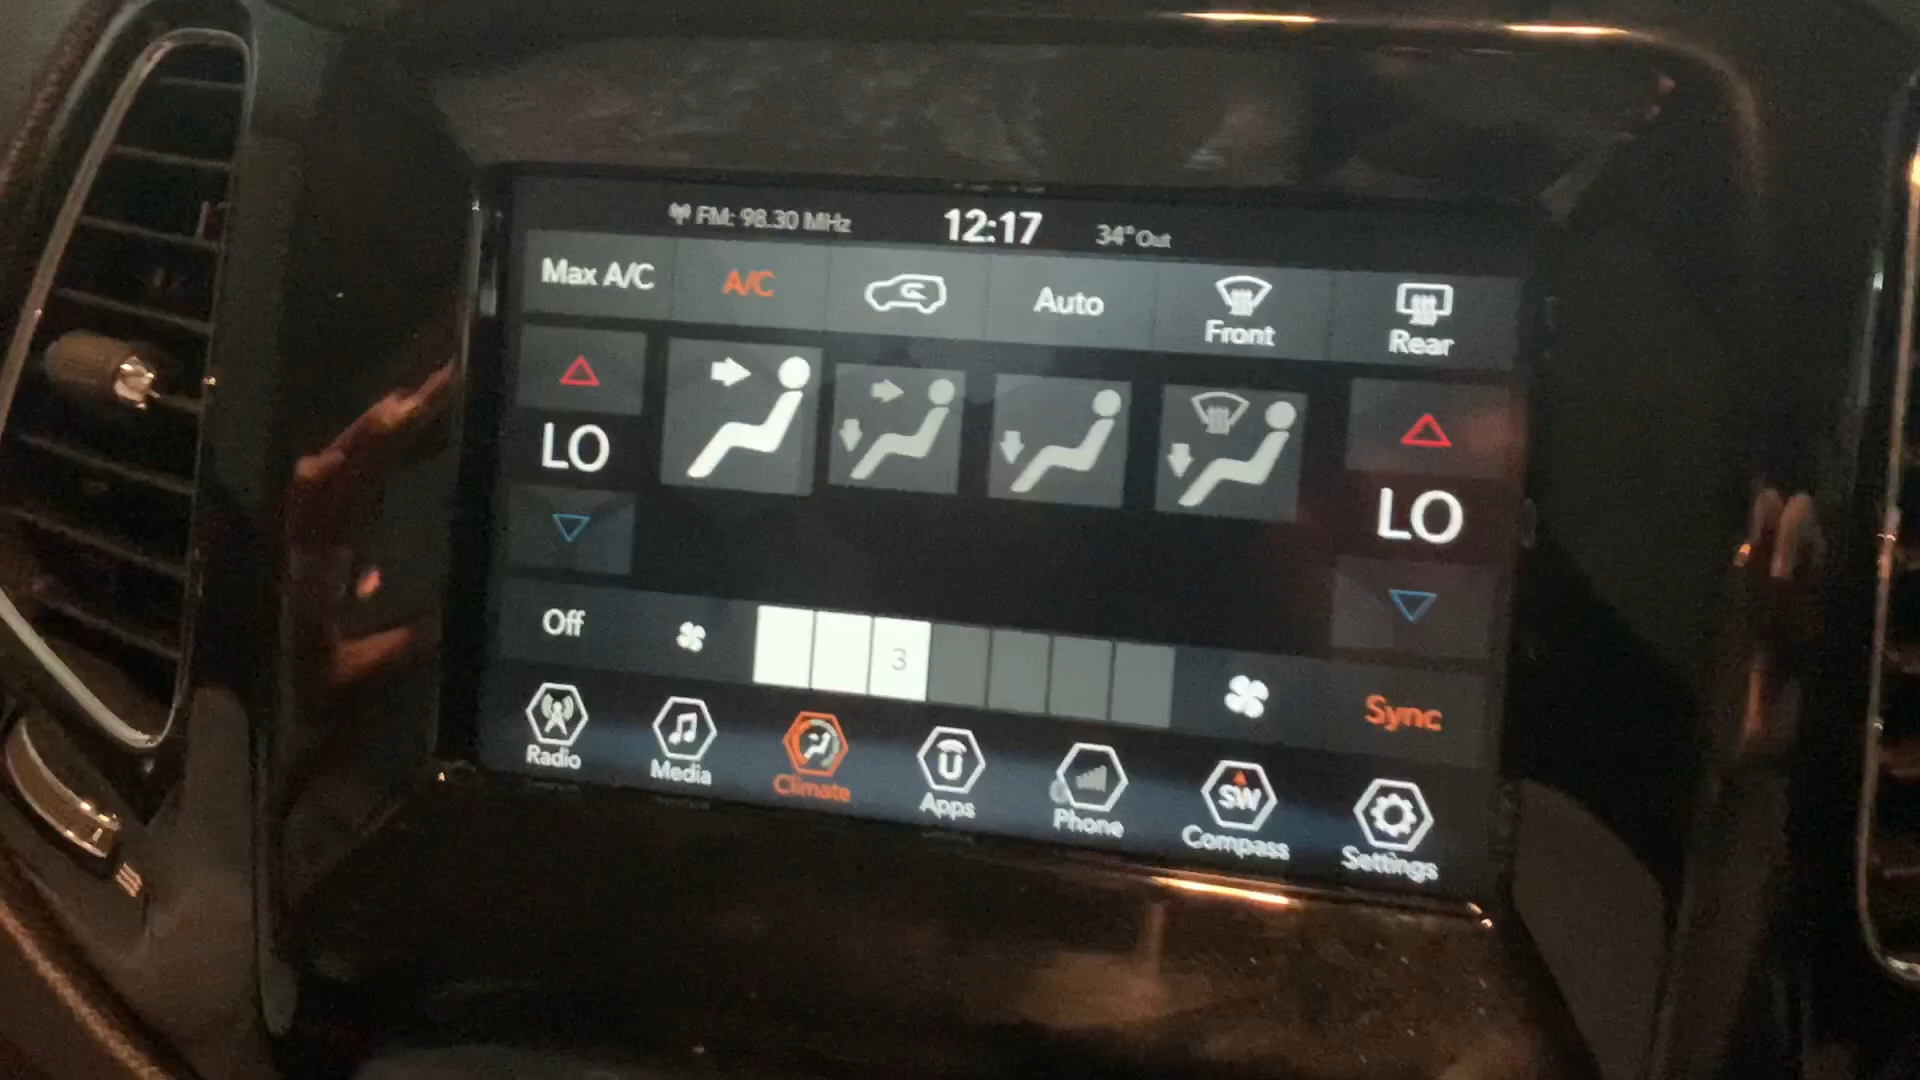 FM: 98.30 MHz 12:17 34° Out
Max A/C A/C Auto Front Rear
LO LO
Off 3 Sync
Radio Media Climate Apps Phone SW Compass Settings